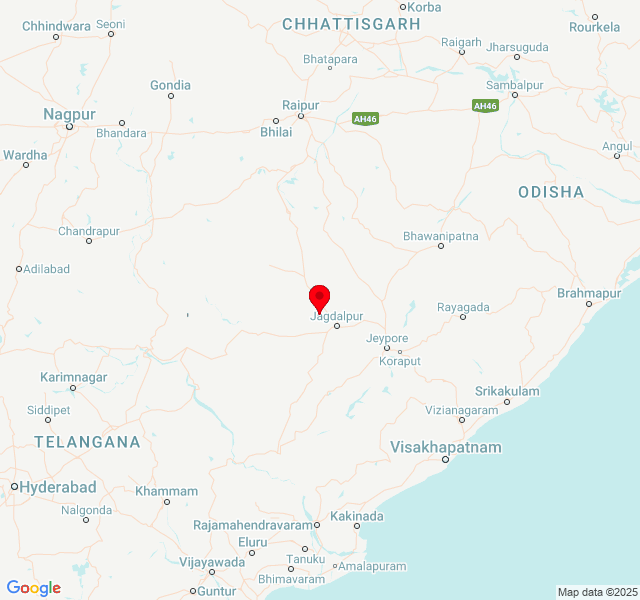 Korba
Chhindwara
Seoni
CHHATTISGARH
Rourkela
Raigarh
Jharsuguda
Bhatapara
Gondia
Sambalpur
Raipur
AH46
AH46
Nagpur
Bhandara
Bhilai
Angul
Wardha
ODISHA
Chandrapur
Bhawanipatna
Adilabad
Brahmapur
Rayagada
Jagdalpur
Jeypore
Koraput
Karimnagar
Srikakulam
Siddipet
Vizianagaram
TELANGANA
Visakhapatnam
Hyderabad
Khammam
Nalgonda
Rajamahendravaram
Kakinada
Eluru
Tanuku
Vijayawada
Amalapuram
Bhimavaram
Google
Guntur
Map data ©2025